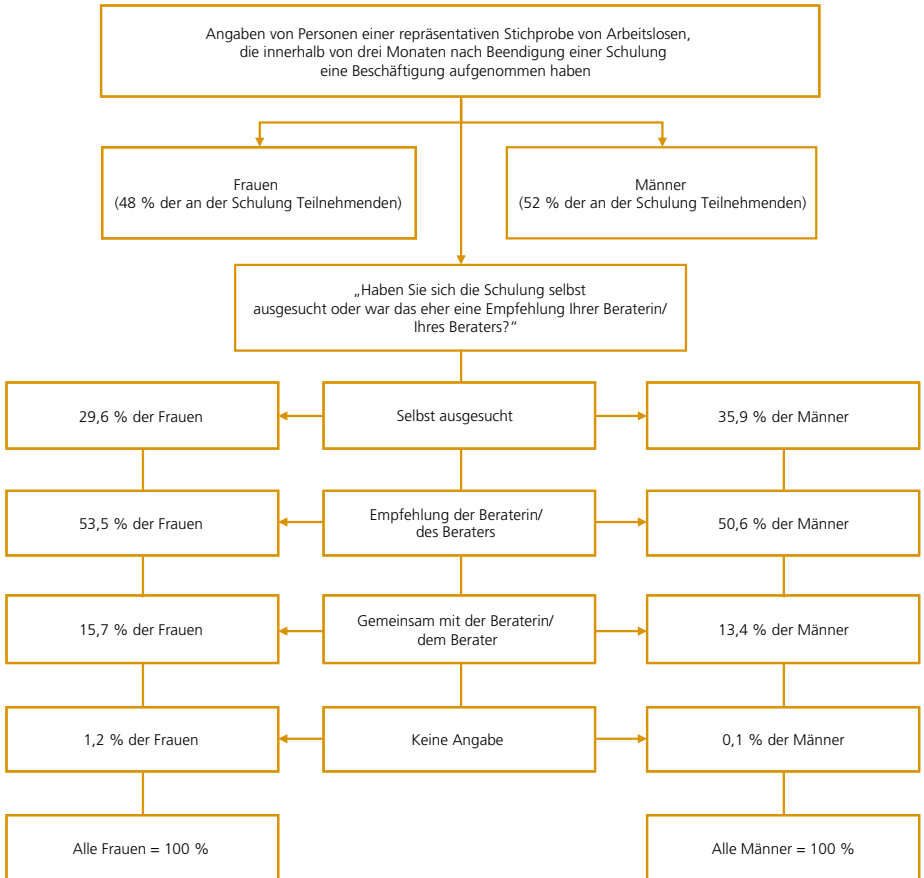 Angaben von Personen einer repräsentativen Stichprobe von Arbeitslosen,
die innerhalb von drei Monaten nach Beendigung einer Schulung
eine Beschäftigung aufgenommen haben
Frauen
(48 % der an der Schulung Teilnehmenden)
Männer
(52 % der an der Schulung Teilnehmenden)
„Haben Sie sich die Schulung selbst
ausgesucht oder war das eher eine Empfehlung Ihrer Beraterin/
Ihres Beraters?“
29,6 % der Frauen
Selbst ausgesucht
35,9 % der Männer
53,5 % der Frauen
Empfehlung der Beraterin/
des Beraters
50,6 % der Männer
15,7 % der Frauen
Gemeinsam mit der Beraterin/
dem Berater
13,4 % der Männer
1,2 % der Frauen
Keine Angabe
0,1 % der Männer
Alle Frauen = 100 %
Alle Männer = 100 %